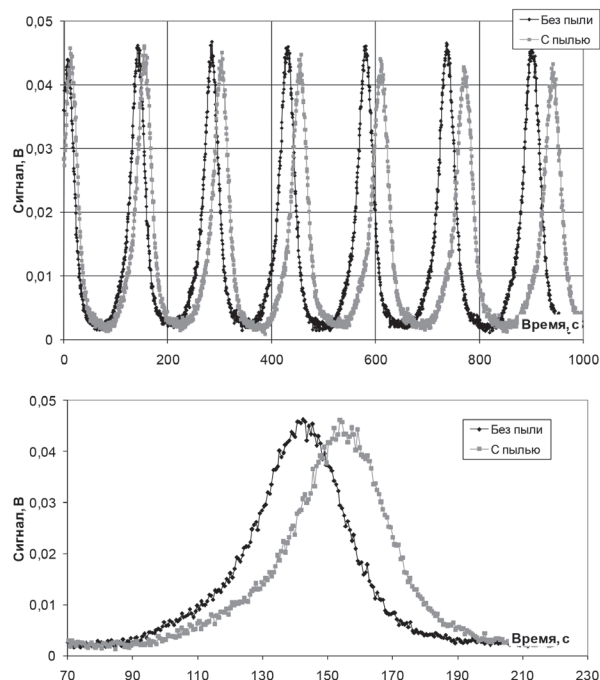 0,05
0,04
0,03
0,02
0,01
0
Сигнал, В
Без пыли
С пылью
Время, с
0 200 400 600 800 1000
0,05
0,04
0,03
0,02
0,01
0
Сигнал, В
Без пыли
С пылью
Время, с
70 90 110 130 150 170 190 210 230